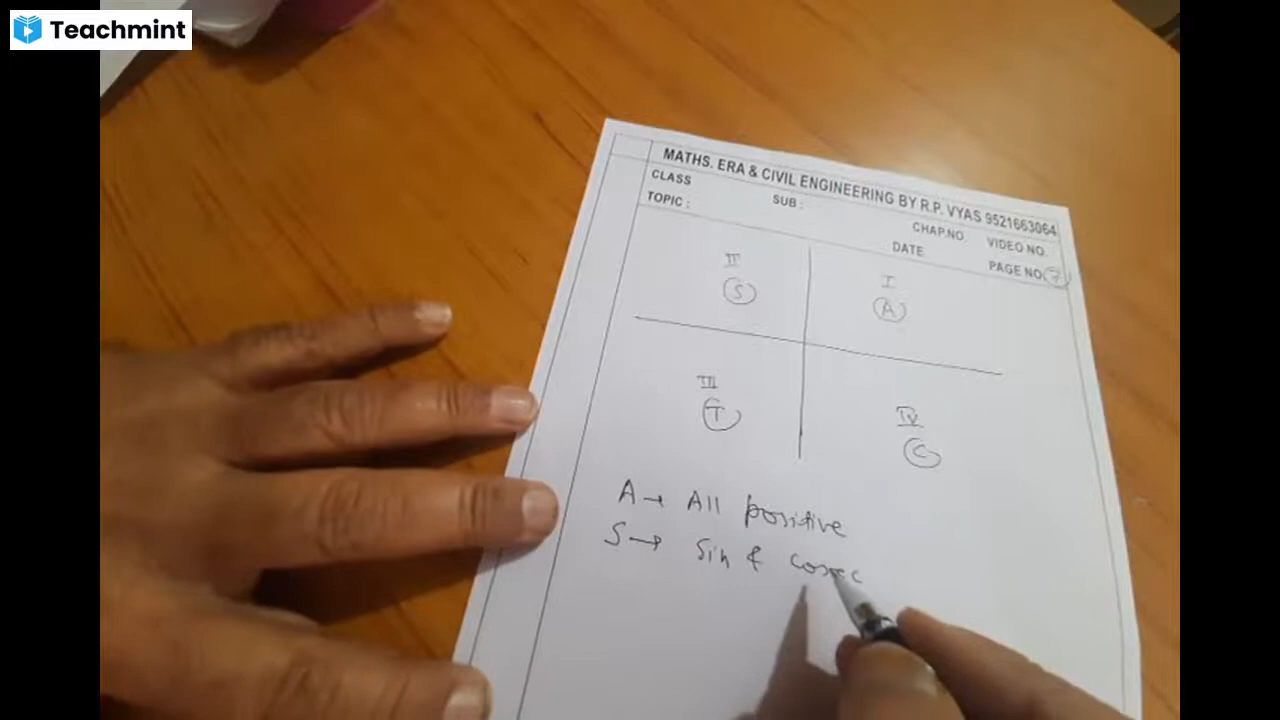 Teachmint
MATHS. ERA & CIVIL ENGINEERING BY R.P. VYAS 9521663064
CLASS SUB : CHAP.NO. VIDEO NO.
TOPIC : DATE PAGE NO. 7
II I
S A
III IV
T C
A → All positive
S → Sin & cosec